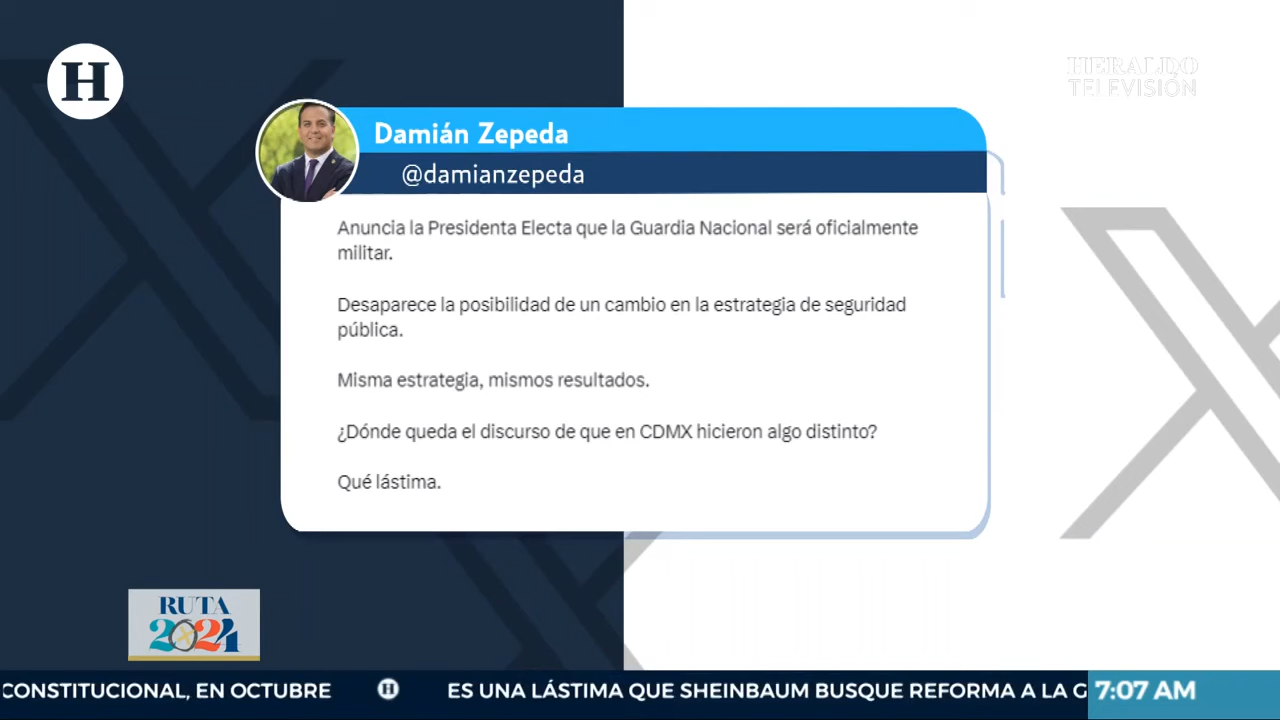 H
HERALDO
TELEVISIÓN
Damián Zepeda
@damianzepeda
Anuncia la Presidenta Electa que la Guardia Nacional será oficialmente
militar.
Desaparece la posibilidad de un cambio en la estrategia de seguridad
pública.
Misma estrategia, mismos resultados.
¿Dónde queda el discurso de que en CDMX hicieron algo distinto?
Qué lástima.
RUTA
2024
CONSTITUCIONAL, EN OCTUBRE H ES UNA LÁSTIMA QUE SHEINBAUM BUSQUE REFORMA A LA G 7:07 AM